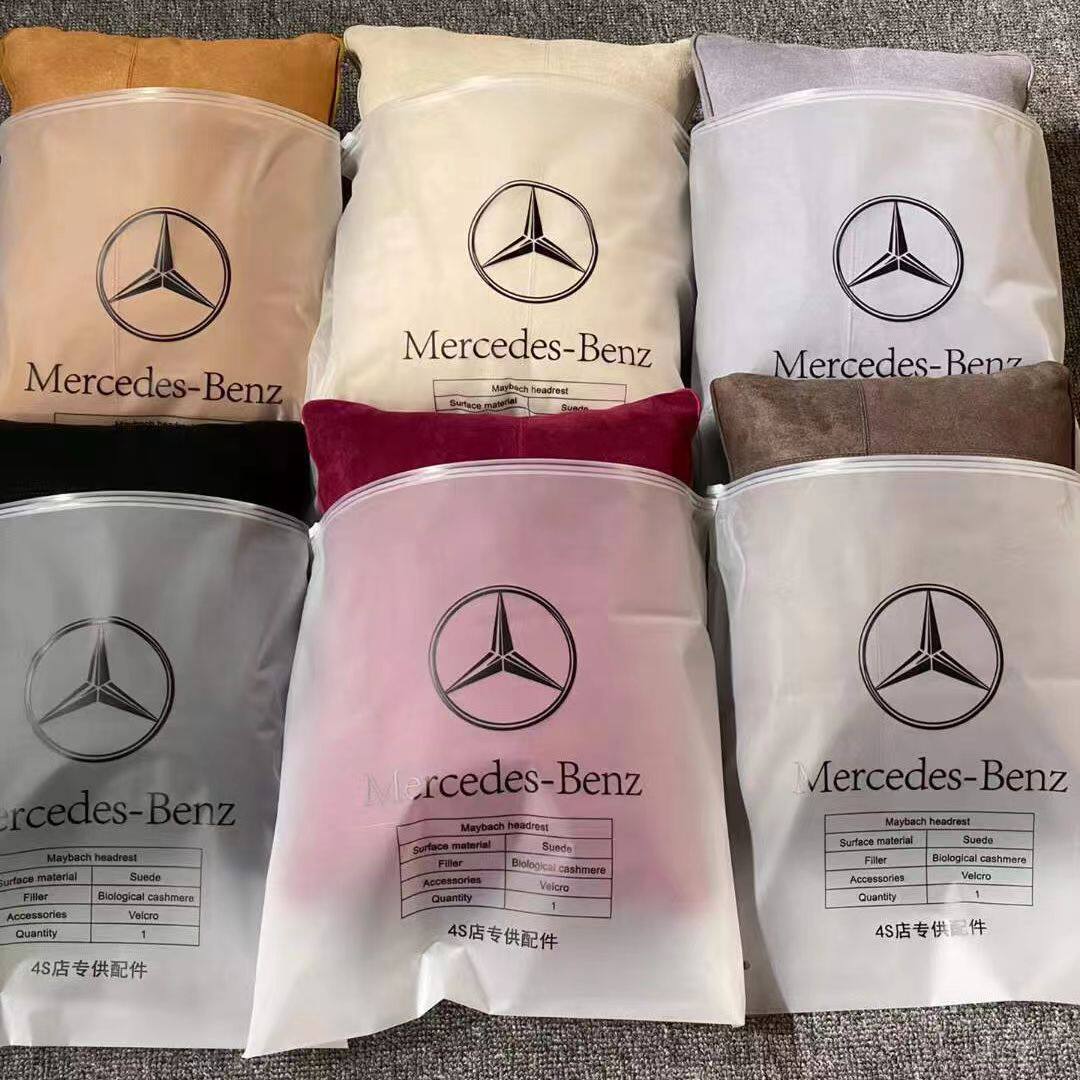 Mercedes-Benz
Maybach headrest
Mercedes-Benz
Maybach headrest
Surface material Suede
Mercedes-Benz
ercedes-Benz
Maybach headrest
Surface material Suede
Filler Biological cashmere
Accessories Velcro
Quantity 1
4S店专供配件
Mercedes-Benz
Maybach headrest
Surface material Suede
Filler Biological cashmere
Accessories Velcro
Quantity 1
4S店专供配件
Mercedes-Benz
Maybach headrest
Surface material Suede
Filler Biological cashmere
Accessories Velcro
Quantity 1
4S店专供配件